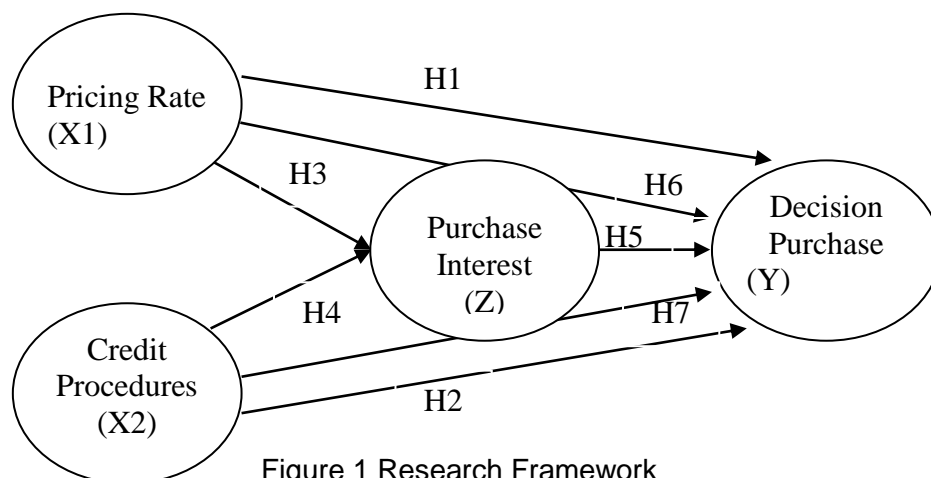 H1
Pricing Rate
(X1)
H3
H6
Purchase
Interest
(Z)
H5
Decision
Purchase
(Y)
H4
H7
Credit
Procedures
(X2)
H2
Figure 1 Research Framework